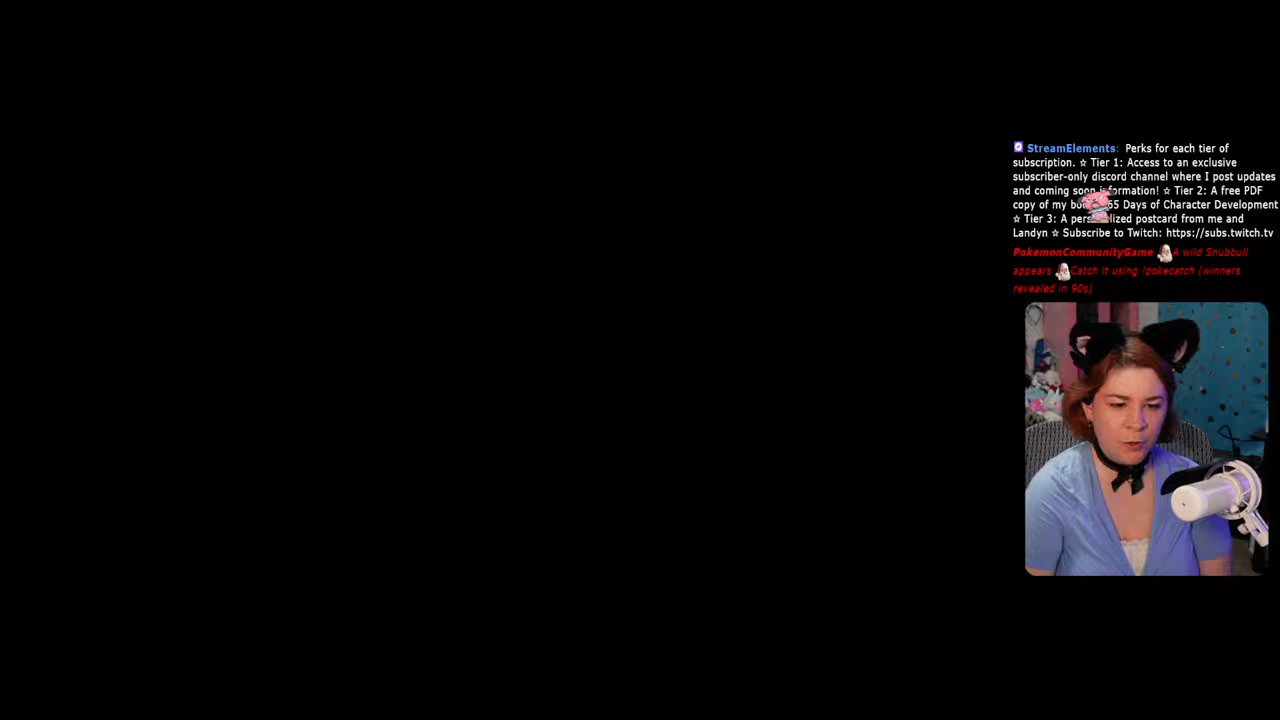 StreamElements: Perks for each tier of
subscription. ☆ Tier 1: Access to an exclusive
subscriber-only discord channel where I post updates
and coming soon information! ☆ Tier 2: A free PDF
copy of my 65 Days of Character Development
☆ Tier 3: A personalized postcard from me and
Landyn ☆ Subscribe to Twitch: https://subs.twitch.tv
PokemonCommunityGame A wild Snubbull
appears Catch it using !pokecatch (winners
revealed in 90s)